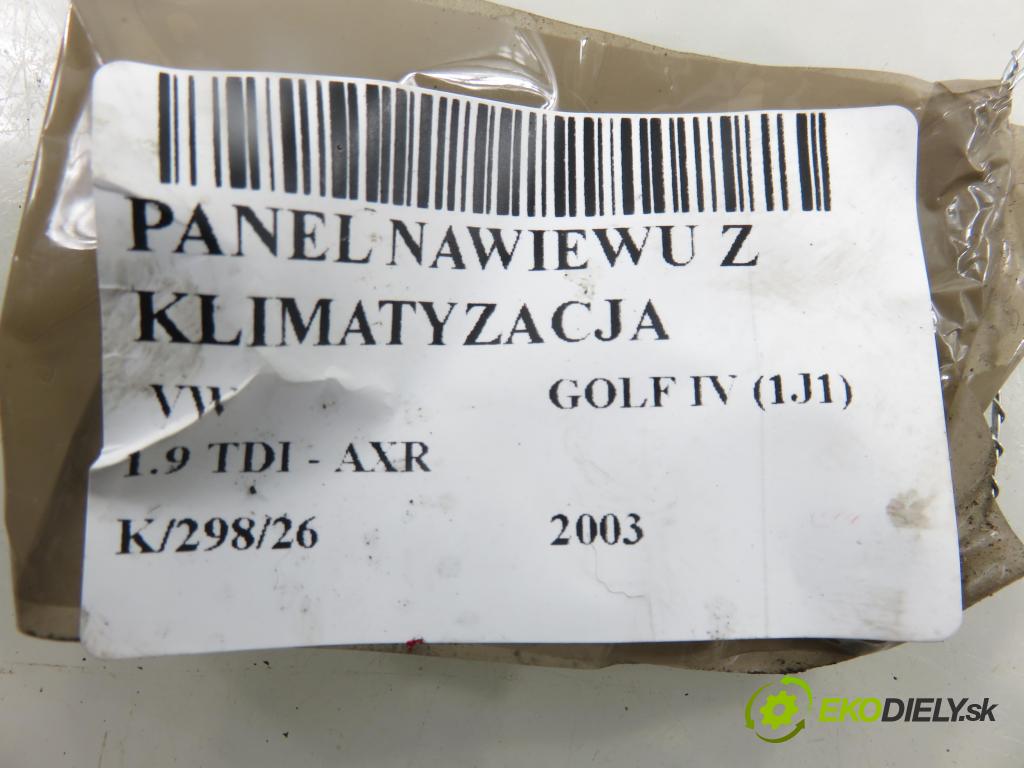 PANEL NAWIEWU Z
KLIMATYZACJA
VW GOLF IV (1J1)
1.9 TDI - AXR
K/298/26 2003
EKODIELY.sk